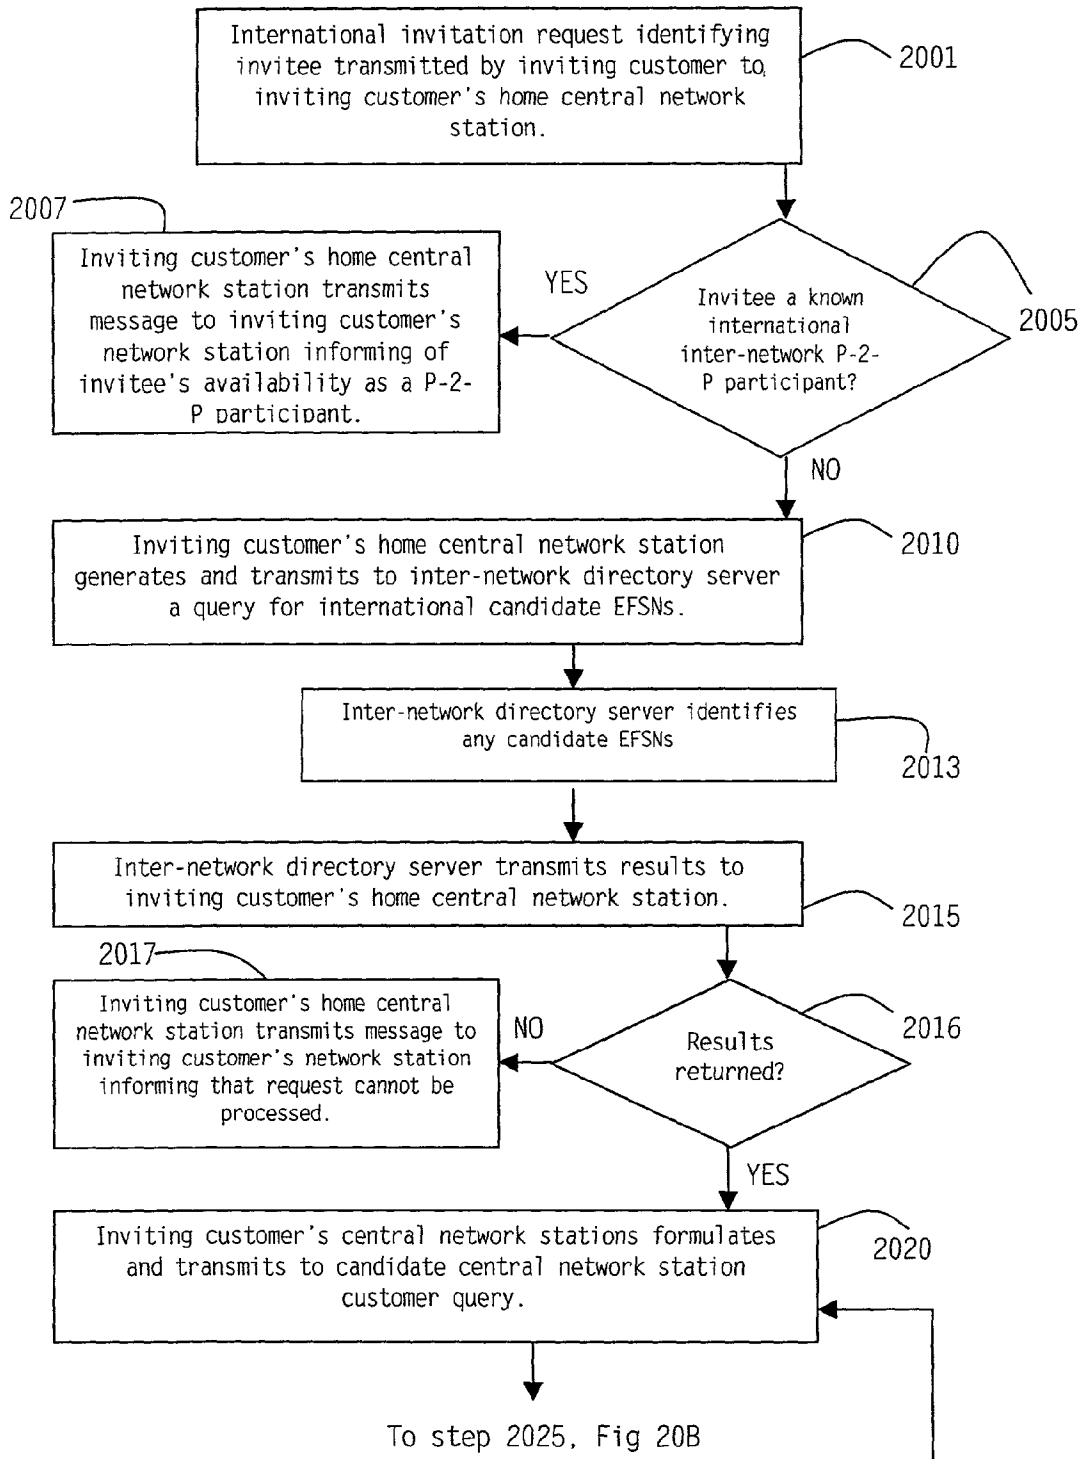 International invitation request identifying
invitee transmitted by inviting customer to
inviting customer's home central network
station.
2001
2007
Inviting customer's home central
network station transmits
message to inviting customer's
network station informing of
invitee's availability as a P-2-
P participant.
YES
Invitee a known
international
inter-network P-2-
P participant?
2005
NO
Inviting customer's home central network station
generates and transmits to inter-network directory server
a query for international candidate EFSNs.
2010
Inter-network directory server identifies
any candidate EFSNs
2013
Inter-network directory server transmits results to
inviting customer's home central network station.
2015
2017
Inviting customer's home central
network station transmits message to
inviting customer's network station
informing that request cannot be
processed.
NO
Results
returned?
2016
YES
Inviting customer's central network stations formulates
and transmits to candidate central network station
customer query.
2020
To step 2025, Fig 20B